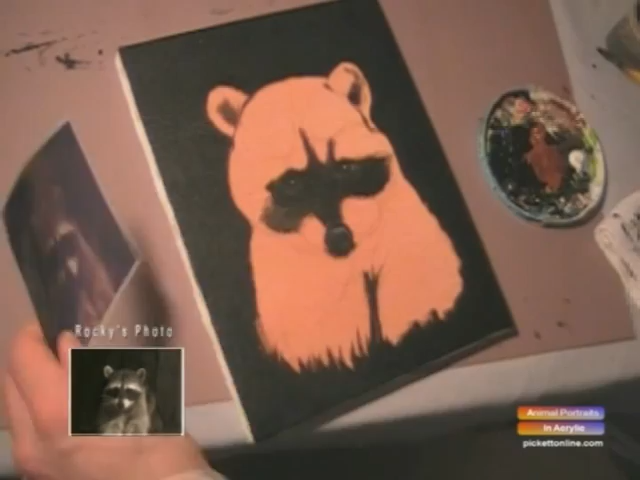 Rocky's Photo
Animal Portraits
In Acrylic
pickettonline.com